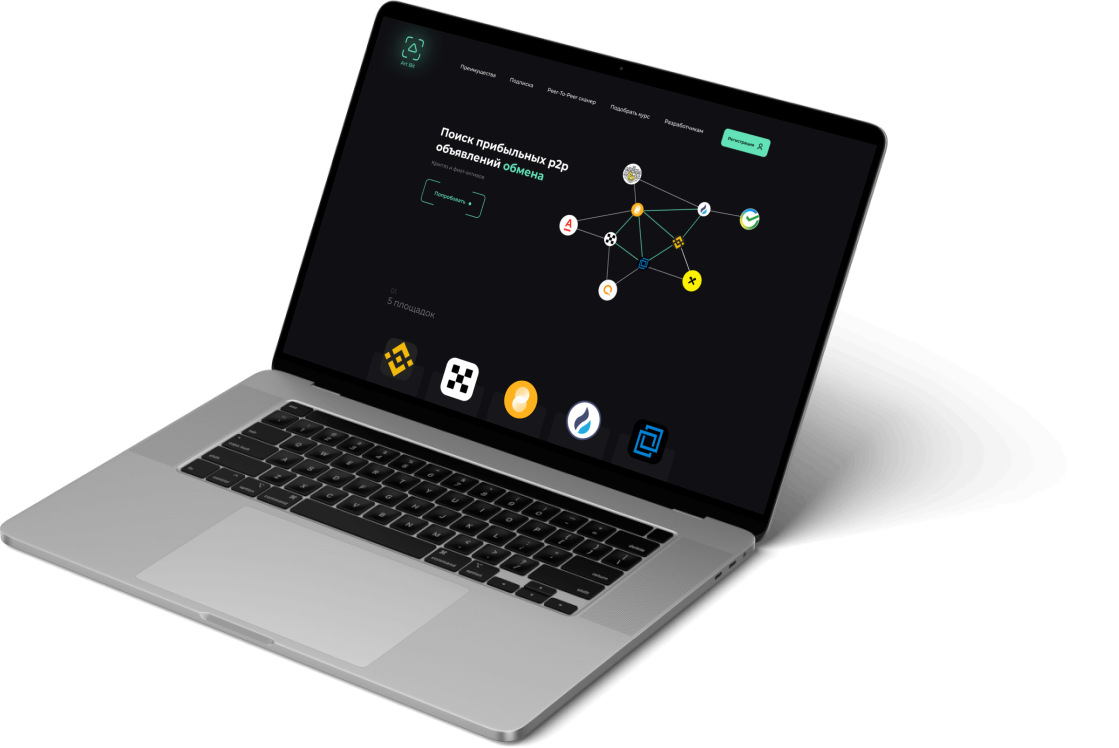 Art Bit
Преимущества
Подписка
Peer-To-Peer сканер
Подобрать курс
Разработчикам
Регистрация
Поиск прибыльных p2p
объявлений обмена
Крипто и фиат-активов
Попробовать
5 площадок